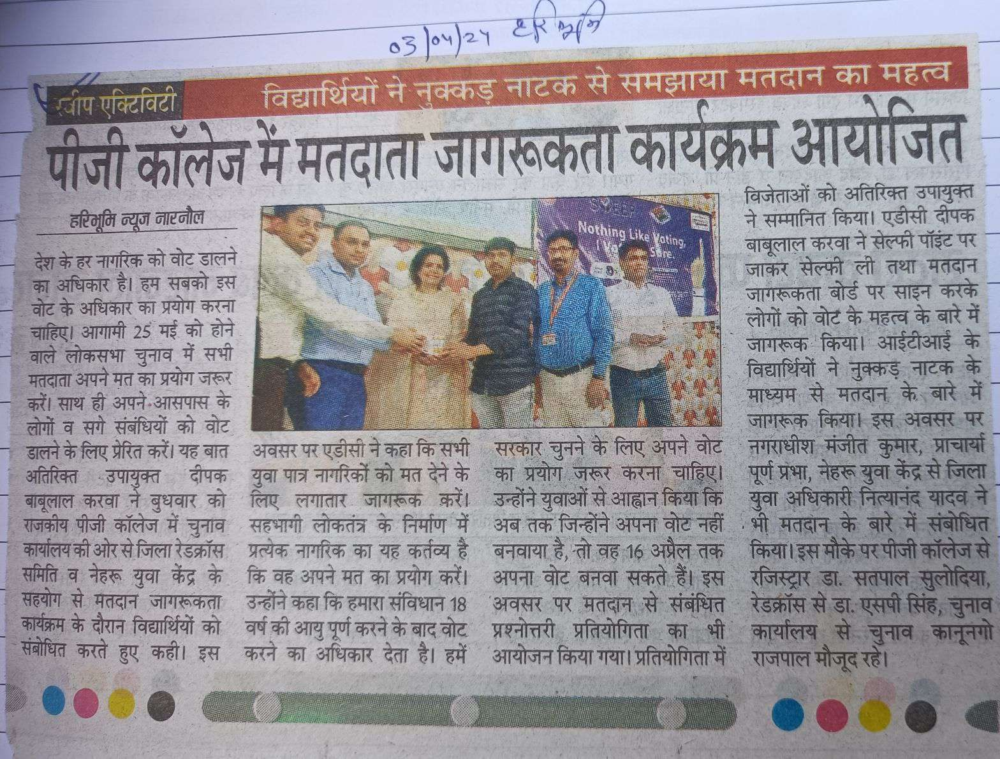 03/04/24 हरिभूमि
स्वीप एक्टिविटी
विद्यार्थियों ने नुक्कड़ नाटक से समझाया मतदान का महत्व
पीजी कॉलेज में मतदाता जागरूकता कार्यक्रम आयोजित
हरिभूमि न्यूज नारनौल
देश के हर नागरिक को वोट डालने
का अधिकार है। हम सबको इस
वोट के अधिकार का प्रयोग करना
चाहिए। आगामी 25 मई को होने
वाले लोकसभा चुनाव में सभी
मतदाता अपने मत का प्रयोग जरूर
करें। साथ ही अपने आसपास के
लोगों व सगे संबंधियों को वोट
डालने के लिए प्रेरित करें। यह बात
अतिरिक्त उपायुक्त दीपक
बाबूलाल करवा ने बुधवार को
राजकीय पीजी कॉलेज में चुनाव
कार्यालय की ओर से जिला रेडक्रॉस
समिति व नेहरू युवा केंद्र के
सहयोग से मतदान जागरूकता
कार्यक्रम के दौरान विद्यार्थियों को
संबोधित करते हुए कही। इस
Nothing Like Voting
अवसर पर एडीसी ने कहा कि सभी
युवा पात्र नागरिकों को मत देने के
लिए लगातार जागरूक करें।
सहभागी लोकतंत्र के निर्माण में
प्रत्येक नागरिक का यह कर्तव्य है
कि वह अपने मत का प्रयोग करें।
उन्होंने कहा कि हमारा संविधान 18
वर्ष की आयु पूर्ण करने के बाद वोट
करने का अधिकार देता है। हमें
सरकार चुनने के लिए अपने वोट
का प्रयोग जरूर करना चाहिए।
उन्होंने युवाओं से आह्वान किया कि
अब तक जिन्होंने अपना वोट नहीं
बनवाया है, तो वह 16 अप्रैल तक
अपना वोट बनवा सकते हैं। इस
अवसर पर मतदान से संबंधित
प्रश्नोत्तरी प्रतियोगिता का भी
आयोजन किया गया। प्रतियोगिता में
विजेताओं को अतिरिक्त उपायुक्त
ने सम्मानित किया। एडीसी दीपक
बाबूलाल करवा ने सेल्फी पॉइंट पर
जाकर सेल्फी ली तथा मतदान
जागरूकता बोर्ड पर साइन करके
लोगों को वोट के महत्व के बारे में
जागरूक किया। आईटीआई के
विद्यार्थियों ने नुक्कड़ नाटक के
माध्यम से मतदान के बारे में
जागरूक किया। इस अवसर पर
नगराधीश मंजीत कुमार, प्राचार्या
पूर्ण प्रभा, नेहरू युवा केंद्र से जिला
युवा अधिकारी नित्यानंद यादव ने
भी मतदान के बारे में संबोधित
किया। इस मौके पर पीजी कॉलेज से
रजिस्ट्रार डा. सतपाल सुलोदिया,
रेडक्रॉस से डा. एसपी सिंह, चुनाव
कार्यालय से चुनाव कानूनगो
राजपाल मौजूद रहे।